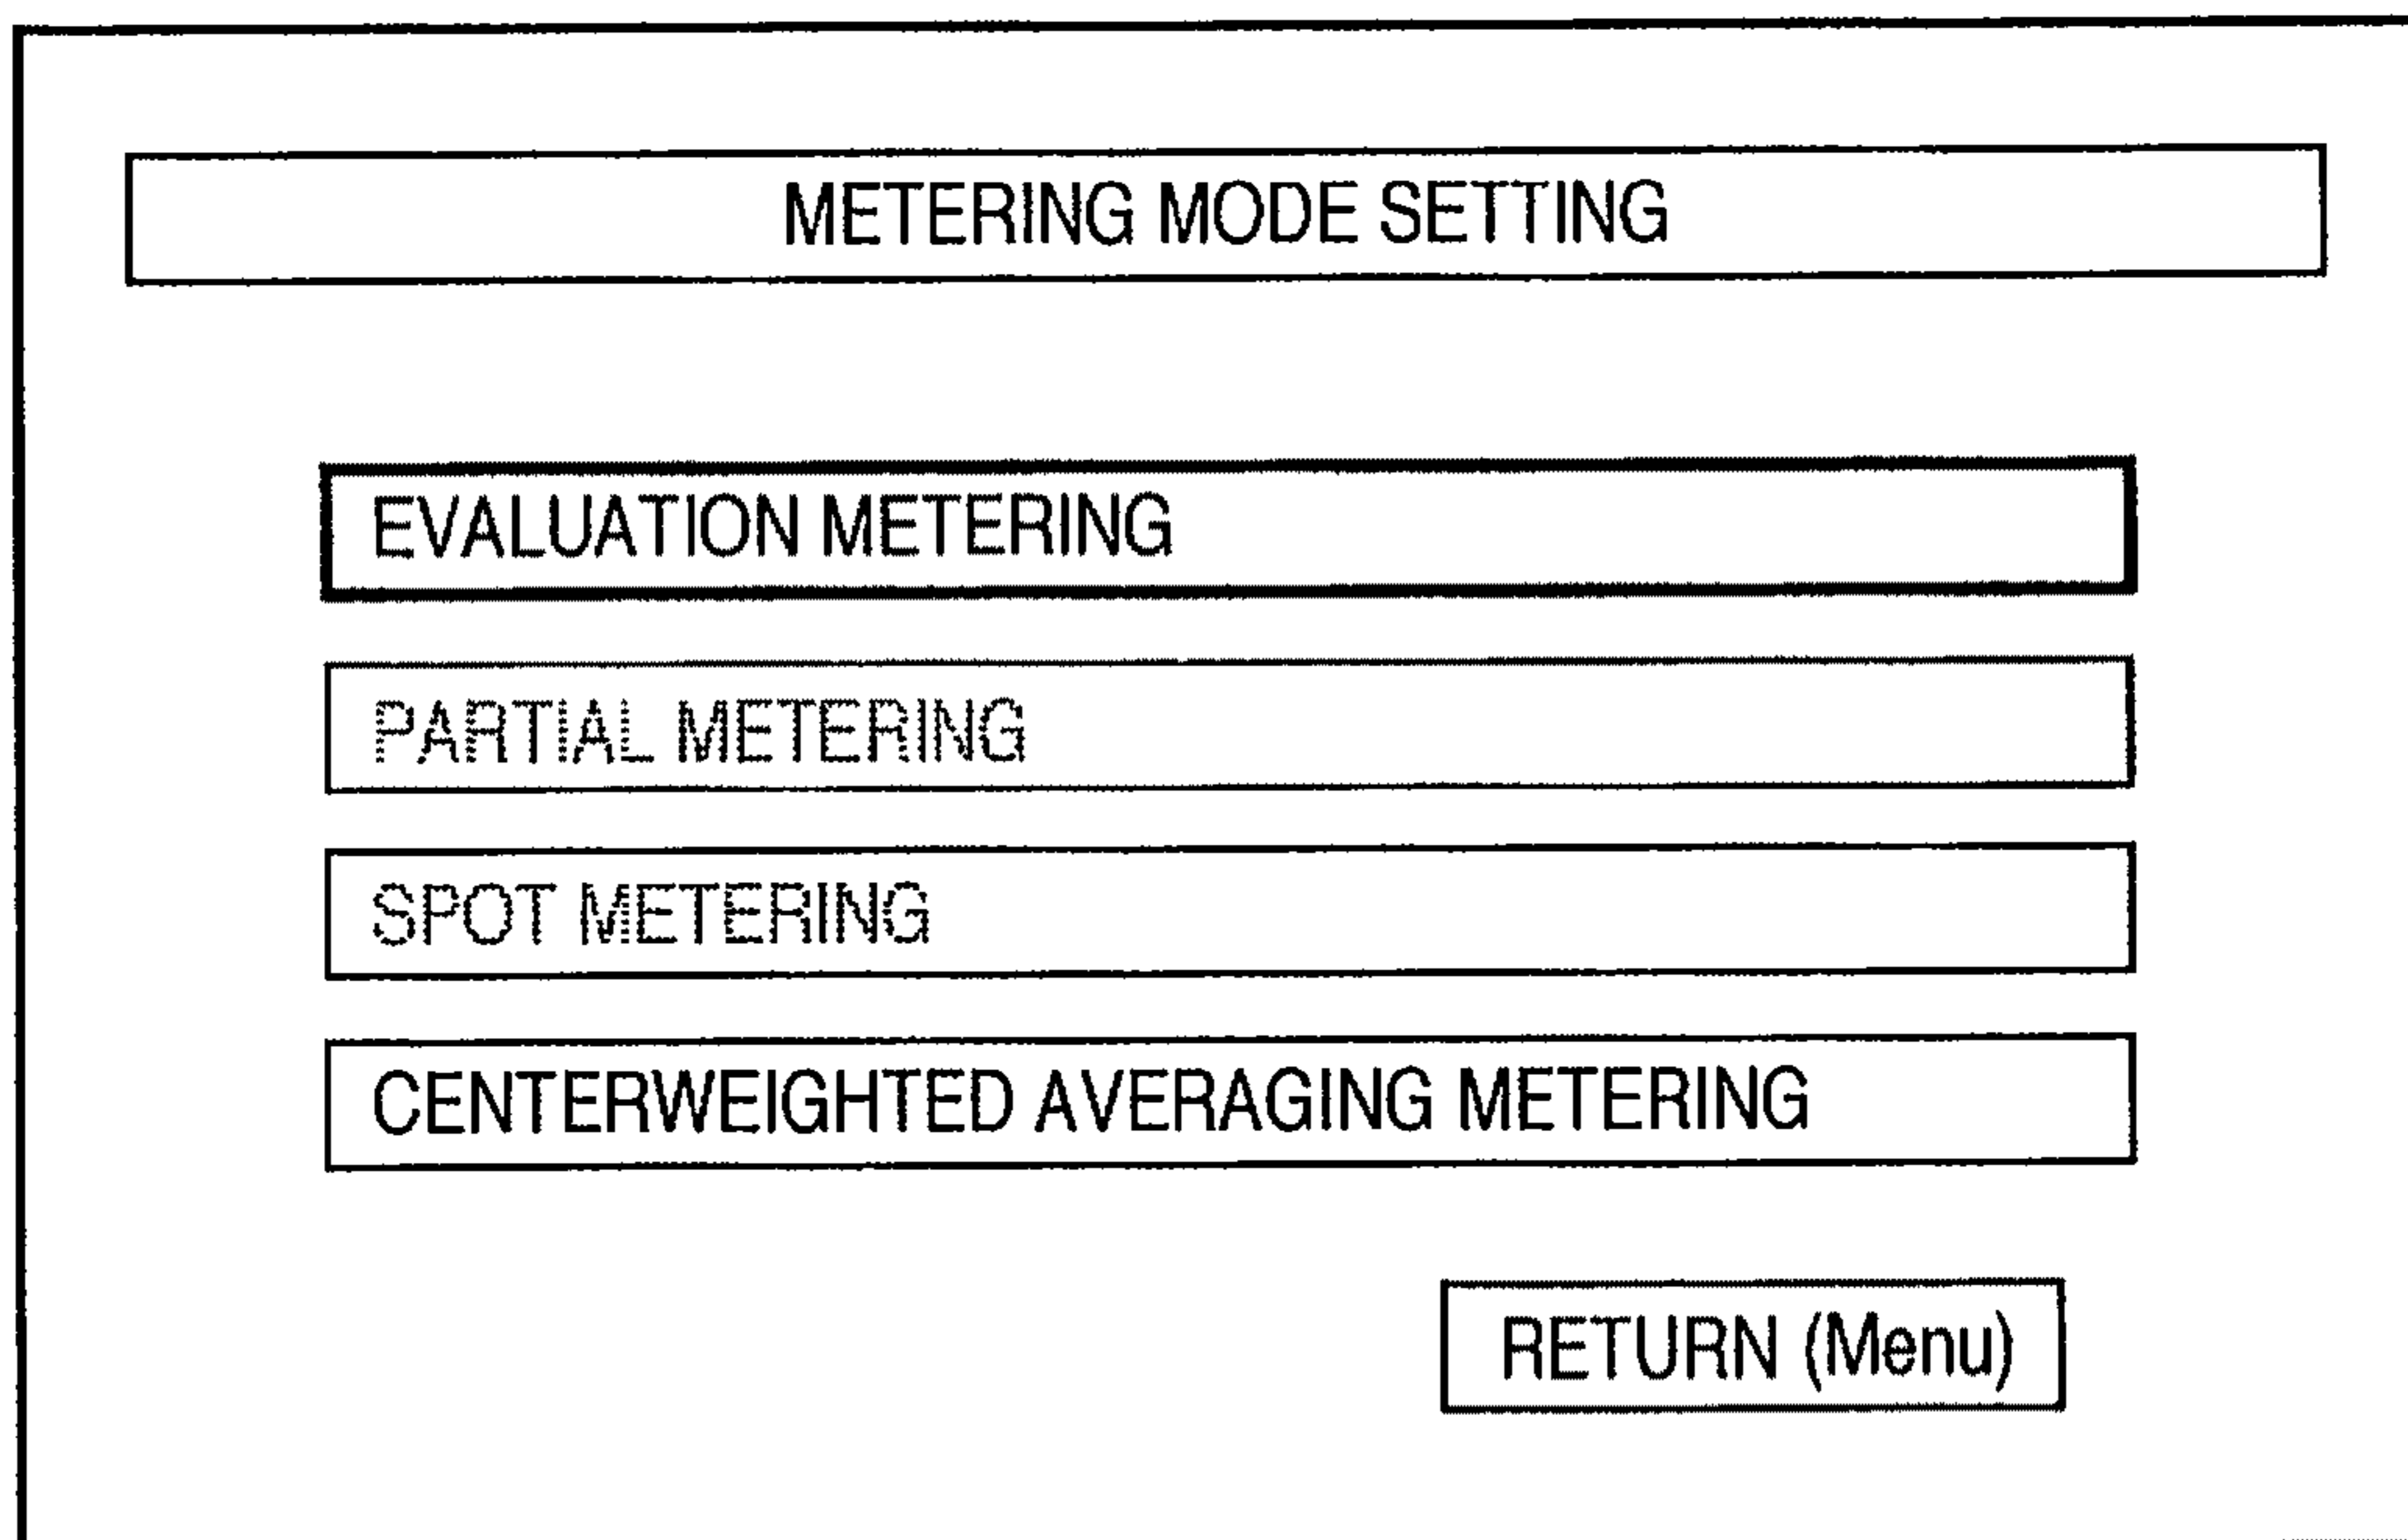 METERING MODE SETTING
EVALUATION METERING
PARTIAL METERING
SPOT METERING
CENTERWEIGHTED AVERAGING METERING
RETURN (Menu)